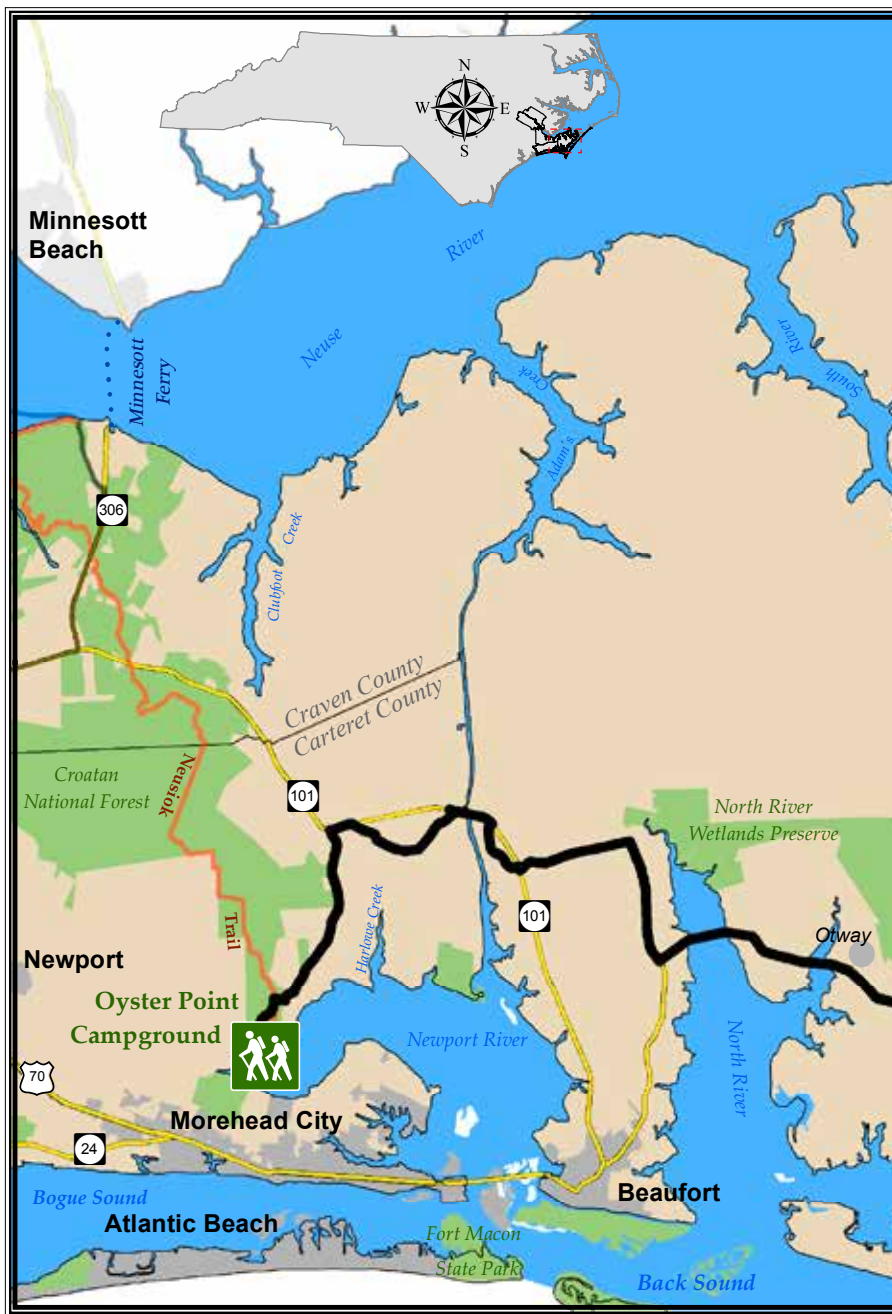 N
W
E
S
Minnesott
Beach
River
Neuse
Minnesott
Ferry
Creek
Adam's
River
South
306
Clubfoot Creek
Craven County
Carteret County
Croatan
National Forest
Neusiok
Trail
101
North River
Wetlands Preserve
101
Otway
Harlowe Creek
Newport
Oyster Point
Campground
Newport River
North River
70
Morehead City
24
Bogue Sound
Atlantic Beach
Beaufort
Fort Macon
State Park
Back Sound